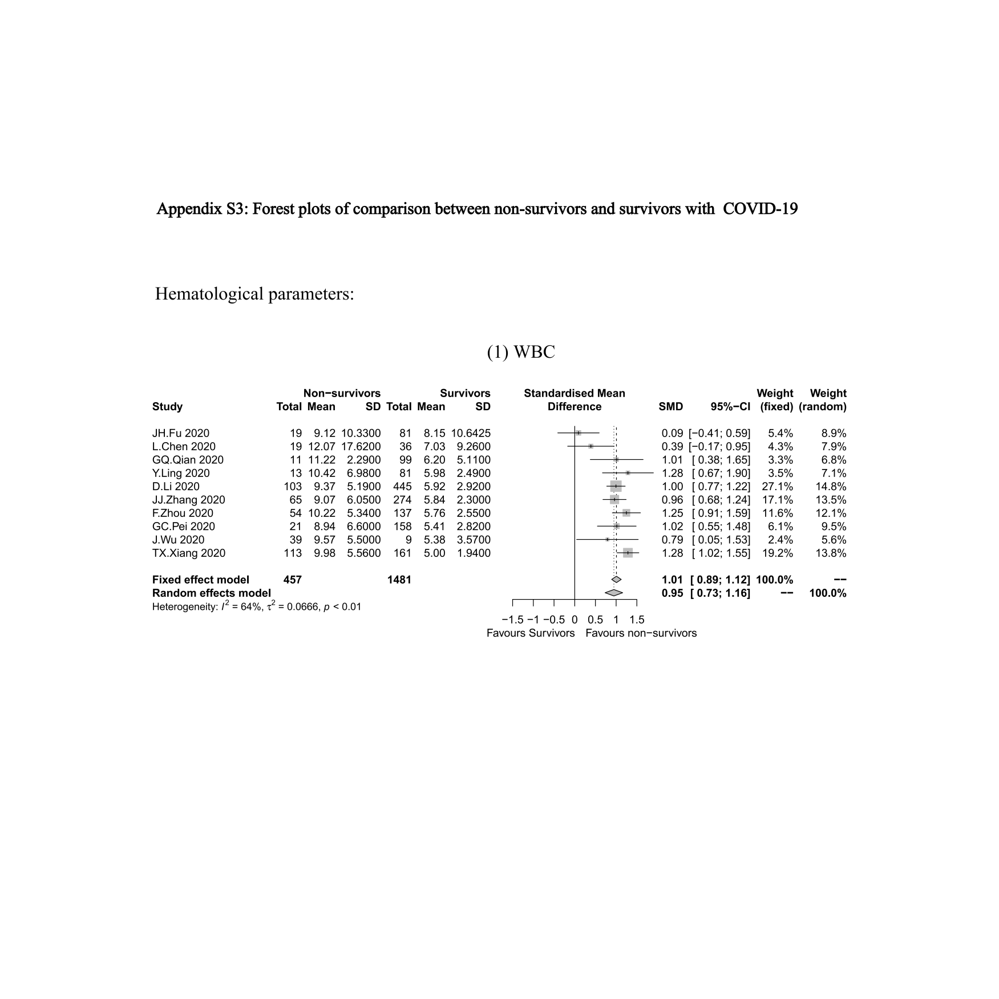 Appendix S3: Forest plots of comparison between non-survivors and survivors with COVID-19
Hematological parameters:
(1) WBC
Non−survivors Survivors Standardised Mean Weight Weight
Study Total Mean SD Total Mean SD Difference SMD 95%−CI (fixed) (random)
JH.Fu 2020 19 9.12 10.3300 81 8.15 10.6425 0.09 [−0.41; 0.59] 5.4% 8.9%
L.Chen 2020 19 12.07 17.6200 36 7.03 9.2600 0.39 [−0.17; 0.95] 4.3% 7.9%
GQ.Qian 2020 11 11.22 2.2900 99 6.20 5.1100 1.01 [ 0.38; 1.65] 3.3% 6.8%
Y.Ling 2020 13 10.42 6.9800 81 5.98 2.4900 1.28 [ 0.67; 1.90] 3.5% 7.1%
D.Li 2020 103 9.37 5.1900 445 5.92 2.9200 1.00 [ 0.77; 1.22] 27.1% 14.8%
JJ.Zhang 2020 65 9.07 6.0500 274 5.84 2.3000 0.96 [ 0.68; 1.24] 17.1% 13.5%
F.Zhou 2020 54 10.22 5.3400 137 5.76 2.5500 1.25 [ 0.91; 1.59] 11.6% 12.1%
GC.Pei 2020 21 8.94 6.6000 158 5.41 2.8200 1.02 [ 0.55; 1.48] 6.1% 9.5%
J.Wu 2020 39 9.57 5.5000 9 5.38 3.5700 0.79 [ 0.05; 1.53] 2.4% 5.6%
TX.Xiang 2020 113 9.98 5.5600 161 5.00 1.9400 1.28 [ 1.02; 1.55] 19.2% 13.8%
Fixed effect model 457 1481 1.01 [ 0.89; 1.12] 100.0% −−
Random effects model 0.95 [ 0.73; 1.16] −− 100.0%
Heterogeneity: I² = 64%, τ² = 0.0666, p < 0.01
−1.5 −1 −0.5 0 0.5 1 1.5
Favours Survivors Favours non−survivors